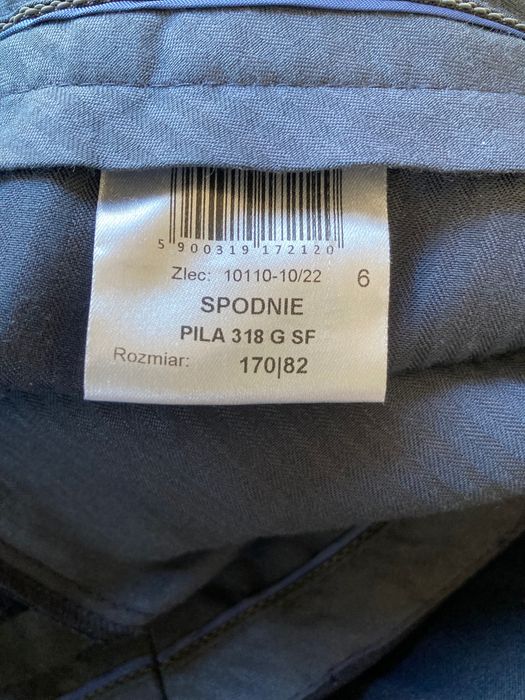 5 900319 172120
Zlec: 10110-10/22 6
SPODNIE
PILA 318 G SF
Rozmiar: 170|82